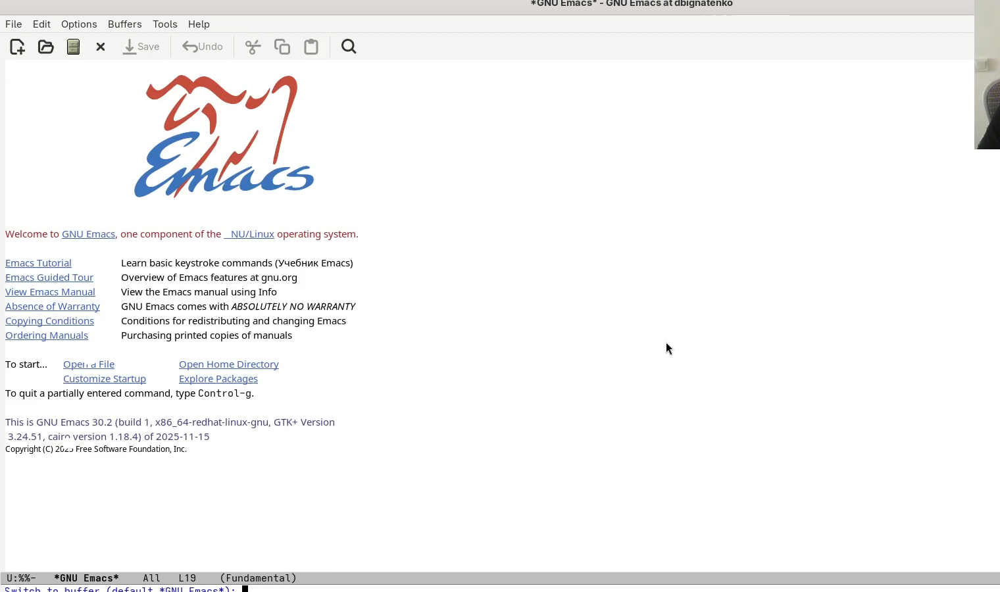 *GNU Emacs* - GNU Emacs at dbignatenko
File Edit Options Buffers Tools Help
Save Undo
Emacs
Welcome to GNU Emacs, one component of the NU/Linux operating system.
Emacs Tutorial Learn basic keystroke commands (Учебник Emacs)
Emacs Guided Tour Overview of Emacs features at gnu.org
View Emacs Manual View the Emacs manual using Info
Absence of Warranty GNU Emacs comes with ABSOLUTELY NO WARRANTY
Copying Conditions Conditions for redistributing and changing Emacs
Ordering Manuals Purchasing printed copies of manuals
To start... Open a File Open Home Directory
Customize Startup Explore Packages
To quit a partially entered command, type Control-g.
This is GNU Emacs 30.2 (build 1, x86_64-redhat-linux-gnu, GTK+ Version
3.24.51, cairo version 1.18.4) of 2025-11-15
Copyright (C) 2025 Free Software Foundation, Inc.
U:%%- *GNU Emacs* All L19 (Fundamental)
Switch to buffer (default *GNU Emacs*):